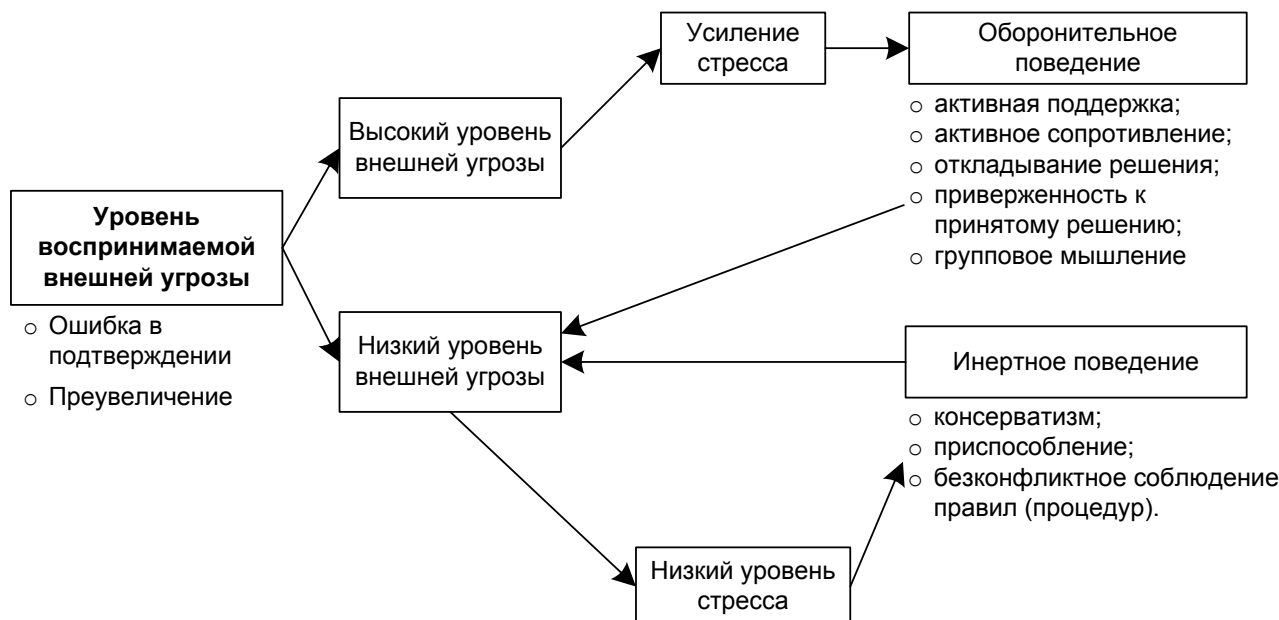 Усиление
стресса
Оборонительное
поведение
○ активная поддержка;
○ активное сопротивление;
○ откладывание решения;
○ приверженность к
принятому решению;
○ групповое мышление
Высокий уровень
внешней угрозы
Уровень
воспринимаемой
внешней угрозы
○ Ошибка в
подтверждении
○ Преувеличение
Низкий уровень
внешней угрозы
Инертное поведение
○ консерватизм;
○ приспособление;
○ безконфликтное соблюдение
правил (процедур).
Низкий уровень
стресса